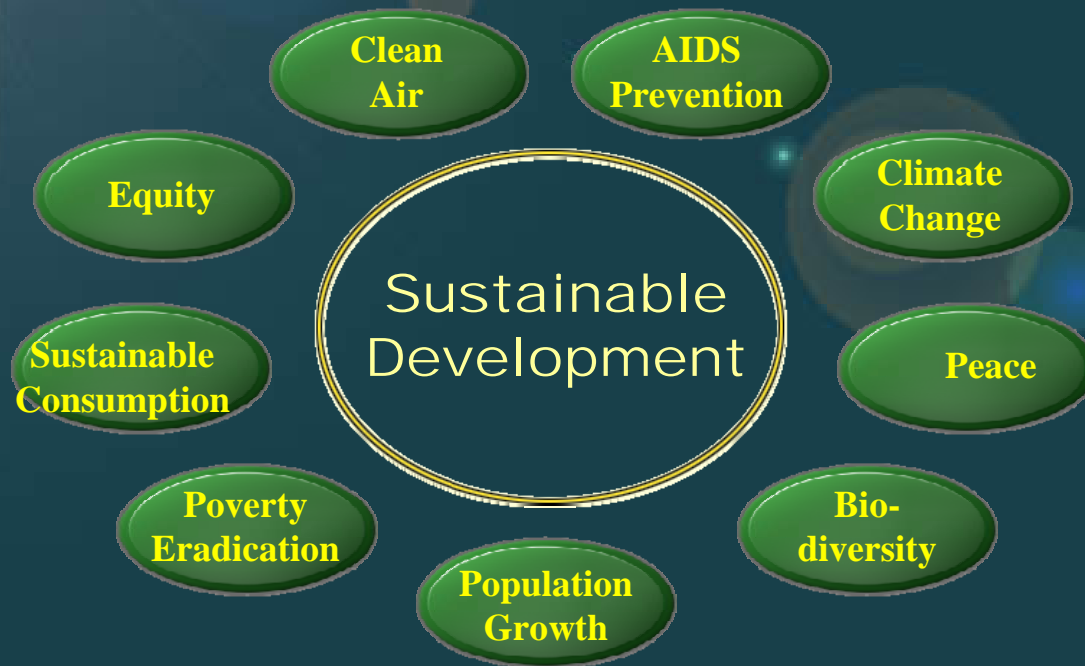 Clean
Air
AIDS
Prevention
Equity
Climate
Change
Sustainable
Development
Sustainable
Consumption
Peace
Poverty
Eradication
Bio-
diversity
Population
Growth